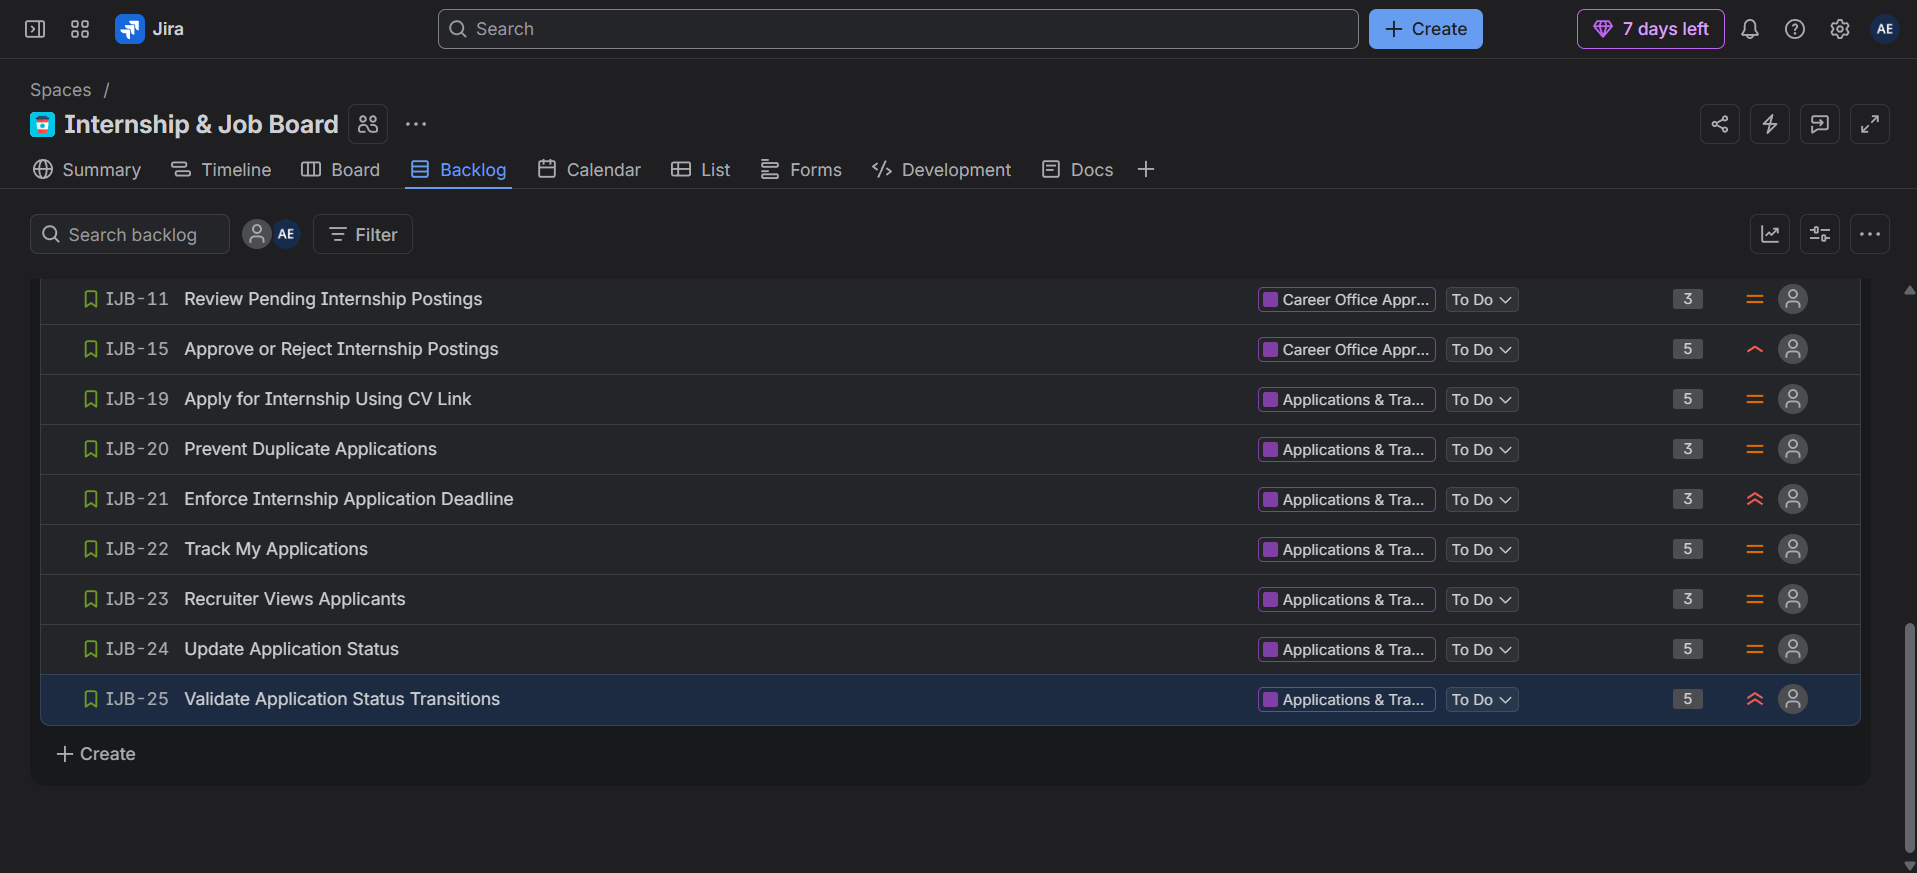 Jira
Search
Create
7 days left
AE
Spaces /
Internship & Job Board
Summary
Timeline
Board
Backlog
Calendar
List
Forms
Development
Docs
Search backlog
AE
Filter
IJB-11 Review Pending Internship Postings Career Office Appr... To Do 3
IJB-15 Approve or Reject Internship Postings Career Office Appr... To Do 5
IJB-19 Apply for Internship Using CV Link Applications & Tra... To Do 5
IJB-20 Prevent Duplicate Applications Applications & Tra... To Do 3
IJB-21 Enforce Internship Application Deadline Applications & Tra... To Do 3
IJB-22 Track My Applications Applications & Tra... To Do 5
IJB-23 Recruiter Views Applicants Applications & Tra... To Do 3
IJB-24 Update Application Status Applications & Tra... To Do 5
IJB-25 Validate Application Status Transitions Applications & Tra... To Do 5
Create